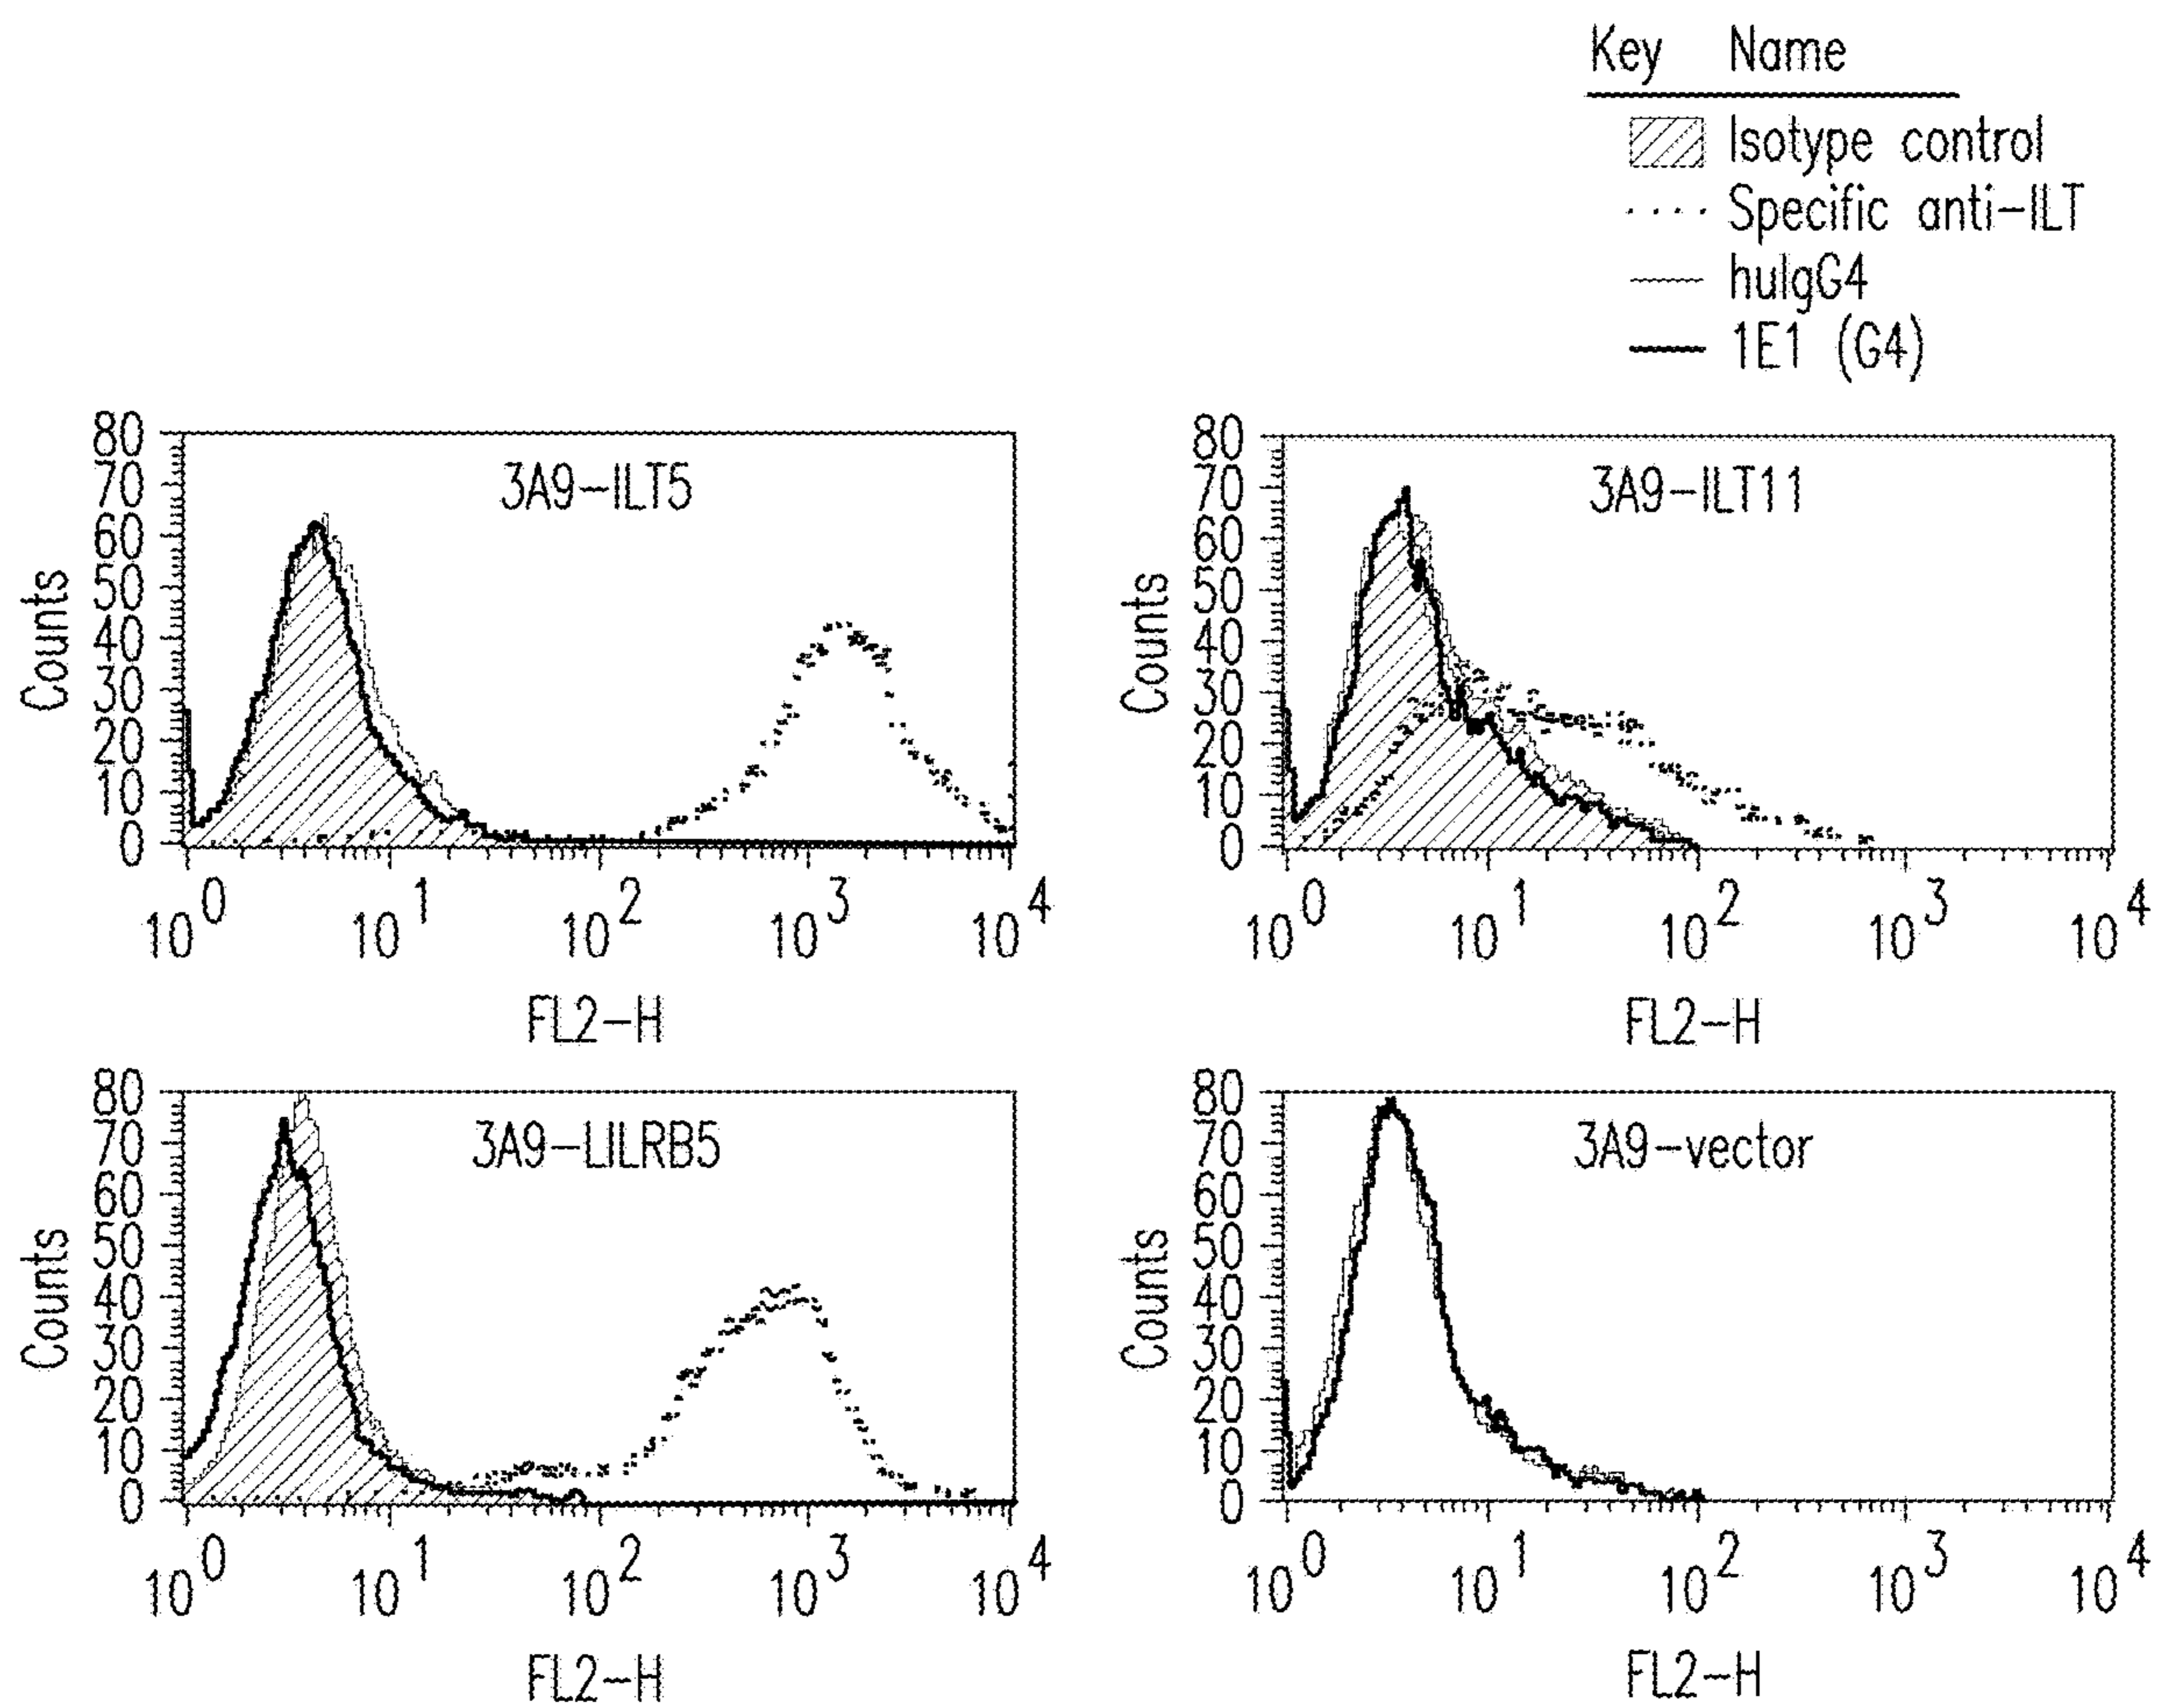 Key Name
Isotype control
Specific anti-ILT
huIgG4
1E1 (G4)
3A9-ILT5
Counts
80
70
60
50
40
30
20
10
0
10^0 10^1 10^2 10^3 10^4
FL2-H
3A9-ILT11
Counts
80
70
60
50
40
30
20
10
0
10^0 10^1 10^2 10^3 10^4
FL2-H
3A9-LILRB5
Counts
80
70
60
50
40
30
20
10
0
10^0 10^1 10^2 10^3 10^4
FL2-H
3A9-vector
Counts
80
70
60
50
40
30
20
10
0
10^0 10^1 10^2 10^3 10^4
FL2-H